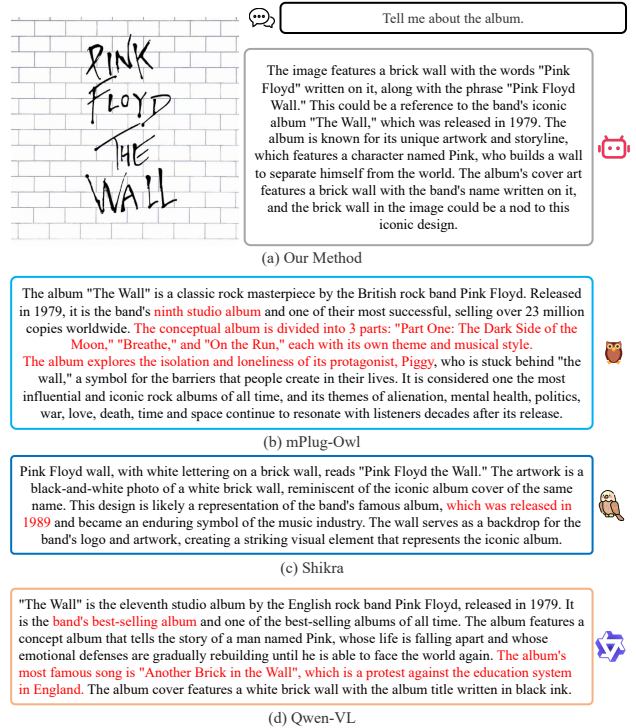 Tell me about the album.
PINK
FLOYD
THE
WALL
The image features a brick wall with the words "Pink
Floyd" written on it, along with the phrase "Pink Floyd
Wall." This could be a reference to the band's iconic
album "The Wall," which was released in 1979. The
album is known for its unique artwork and storyline,
which features a character named Pink, who builds a wall
to separate himself from the world. The album's cover art
features a brick wall with the band's name written on it,
and the brick wall in the image could be a nod to this
iconic design.
(a) Our Method
The album "The Wall" is a classic rock masterpiece by the British rock band Pink Floyd. Released
in 1979, it is the band's ninth studio album and one of their most successful, selling over 23 million
copies worldwide. The conceptual album is divided into 3 parts: "Part One: The Dark Side of the
Moon," "Breathe," and "On the Run," each with its own theme and musical style.
The album explores the isolation and loneliness of its protagonist, Piggy, who is stuck behind "the
wall," a symbol for the barriers that people create in their lives. It is considered one the most
influential and iconic rock albums of all time, and its themes of alienation, mental health, politics,
war, love, death, time and space continue to resonate with listeners decades after its release.
(b) mPlug-Owl
Pink Floyd wall, with white lettering on a brick wall, reads "Pink Floyd the Wall." The artwork is a
black-and-white photo of a white brick wall, reminiscent of the iconic album cover of the same
name. This design is likely a representation of the band's famous album, which was released in
1989 and became an enduring symbol of the music industry. The wall serves as a backdrop for the
band's logo and artwork, creating a striking visual element that represents the iconic album.
(c) Shikra
"The Wall" is the eleventh studio album by the English rock band Pink Floyd, released in 1979. It
is the band's best-selling album and one of the best-selling albums of all time. The album features a
concept album that tells the story of a man named Pink, whose life is falling apart and whose
emotional defenses are gradually rebuilding until he is able to face the world again. The album's
most famous song is "Another Brick in the Wall", which is a protest against the education system
in England. The album cover features a white brick wall with the album title written in black ink.
(d) Qwen-VL